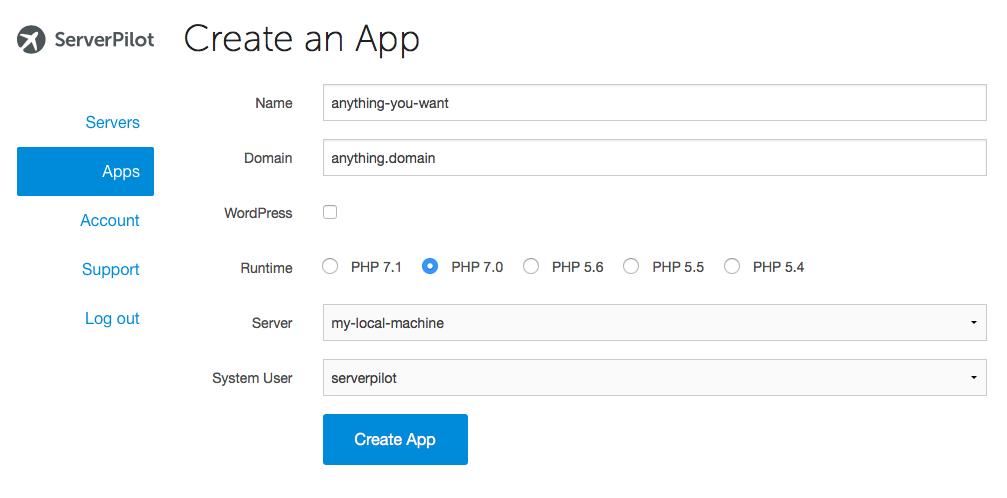 ServerPilot
Create an App
Servers
Apps
Account
Support
Log out
Name
anything-you-want
Domain
anything.domain
WordPress
Runtime
PHP 7.1 PHP 7.0 PHP 5.6 PHP 5.5 PHP 5.4
Server
my-local-machine
System User
serverpilot
Create App